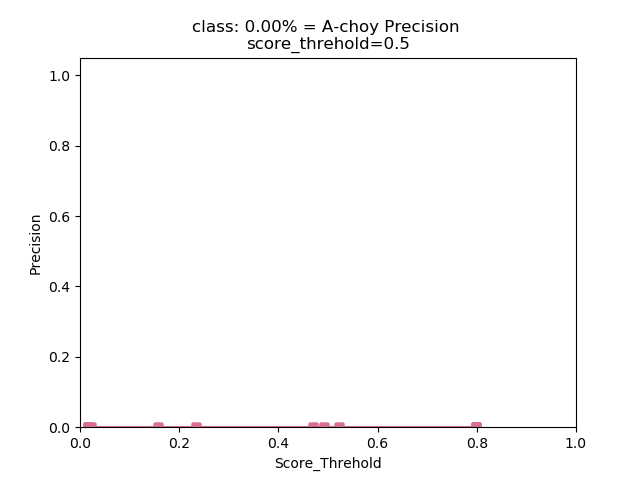 class: 0.00% = A-choy Precision
score_threhold=0.5
1.0
0.8
0.6
0.4
0.2
0.0
Precision
0.0 0.2 0.4 0.6 0.8 1.0
Score_Threhold